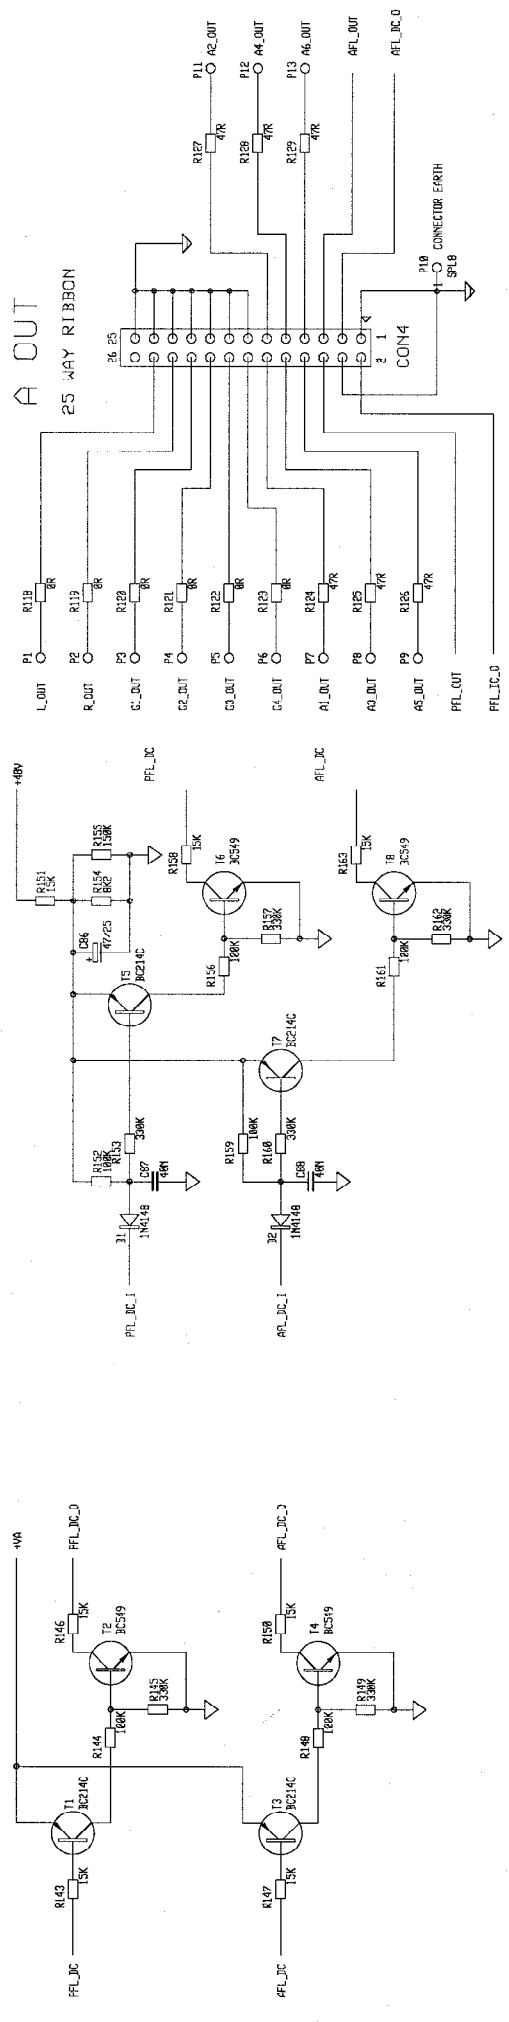 A OUT
25 WAY RIBBON
P11
A2_OUT
R127
47R
P12
A4_OUT
R128
47R
P13
A6_OUT
R129
47R
AFL_OUT
AFL_DC_O
P10
CONNECTOR EARTH
1
SPL8
26 25
2 1
CON4
P1
L_OUT
R118
0R
P2
R_OUT
R119
0R
P3
G1_OUT
R120
0R
P4
G2_OUT
R121
0R
P5
G3_OUT
R122
0R
P6
G4_OUT
R123
0R
P7
A1_OUT
R124
47R
P8
A3_OUT
R125
47R
P9
A5_OUT
R126
47R
PFL_OUT
PFL_DC_O
+48V
R151
15K
R155
150K
R154
8K2
C86
+
47/25
T5
BC214C
R152
100K
R153
330K
C87
D1
1N4148
PFL_DC_I
R156
100K
R157
330K
T6
BC549
R158
15K
PFL_DC
T7
BC214C
R159
100K
R160
330K
C88
D2
1N4148
AFL_DC_I
R161
100K
R162
330K
T8
BC549
R163
15K
AFL_DC
+VA
PFL_DC
R143
15K
T1
BC214C
R144
100K
R145
330K
T2
BC549
R146
15K
PFL_DC_O
AFL_DC
R147
15K
T3
BC214C
R148
100K
R149
330K
T4
BC549
R150
15K
AFL_DC_O